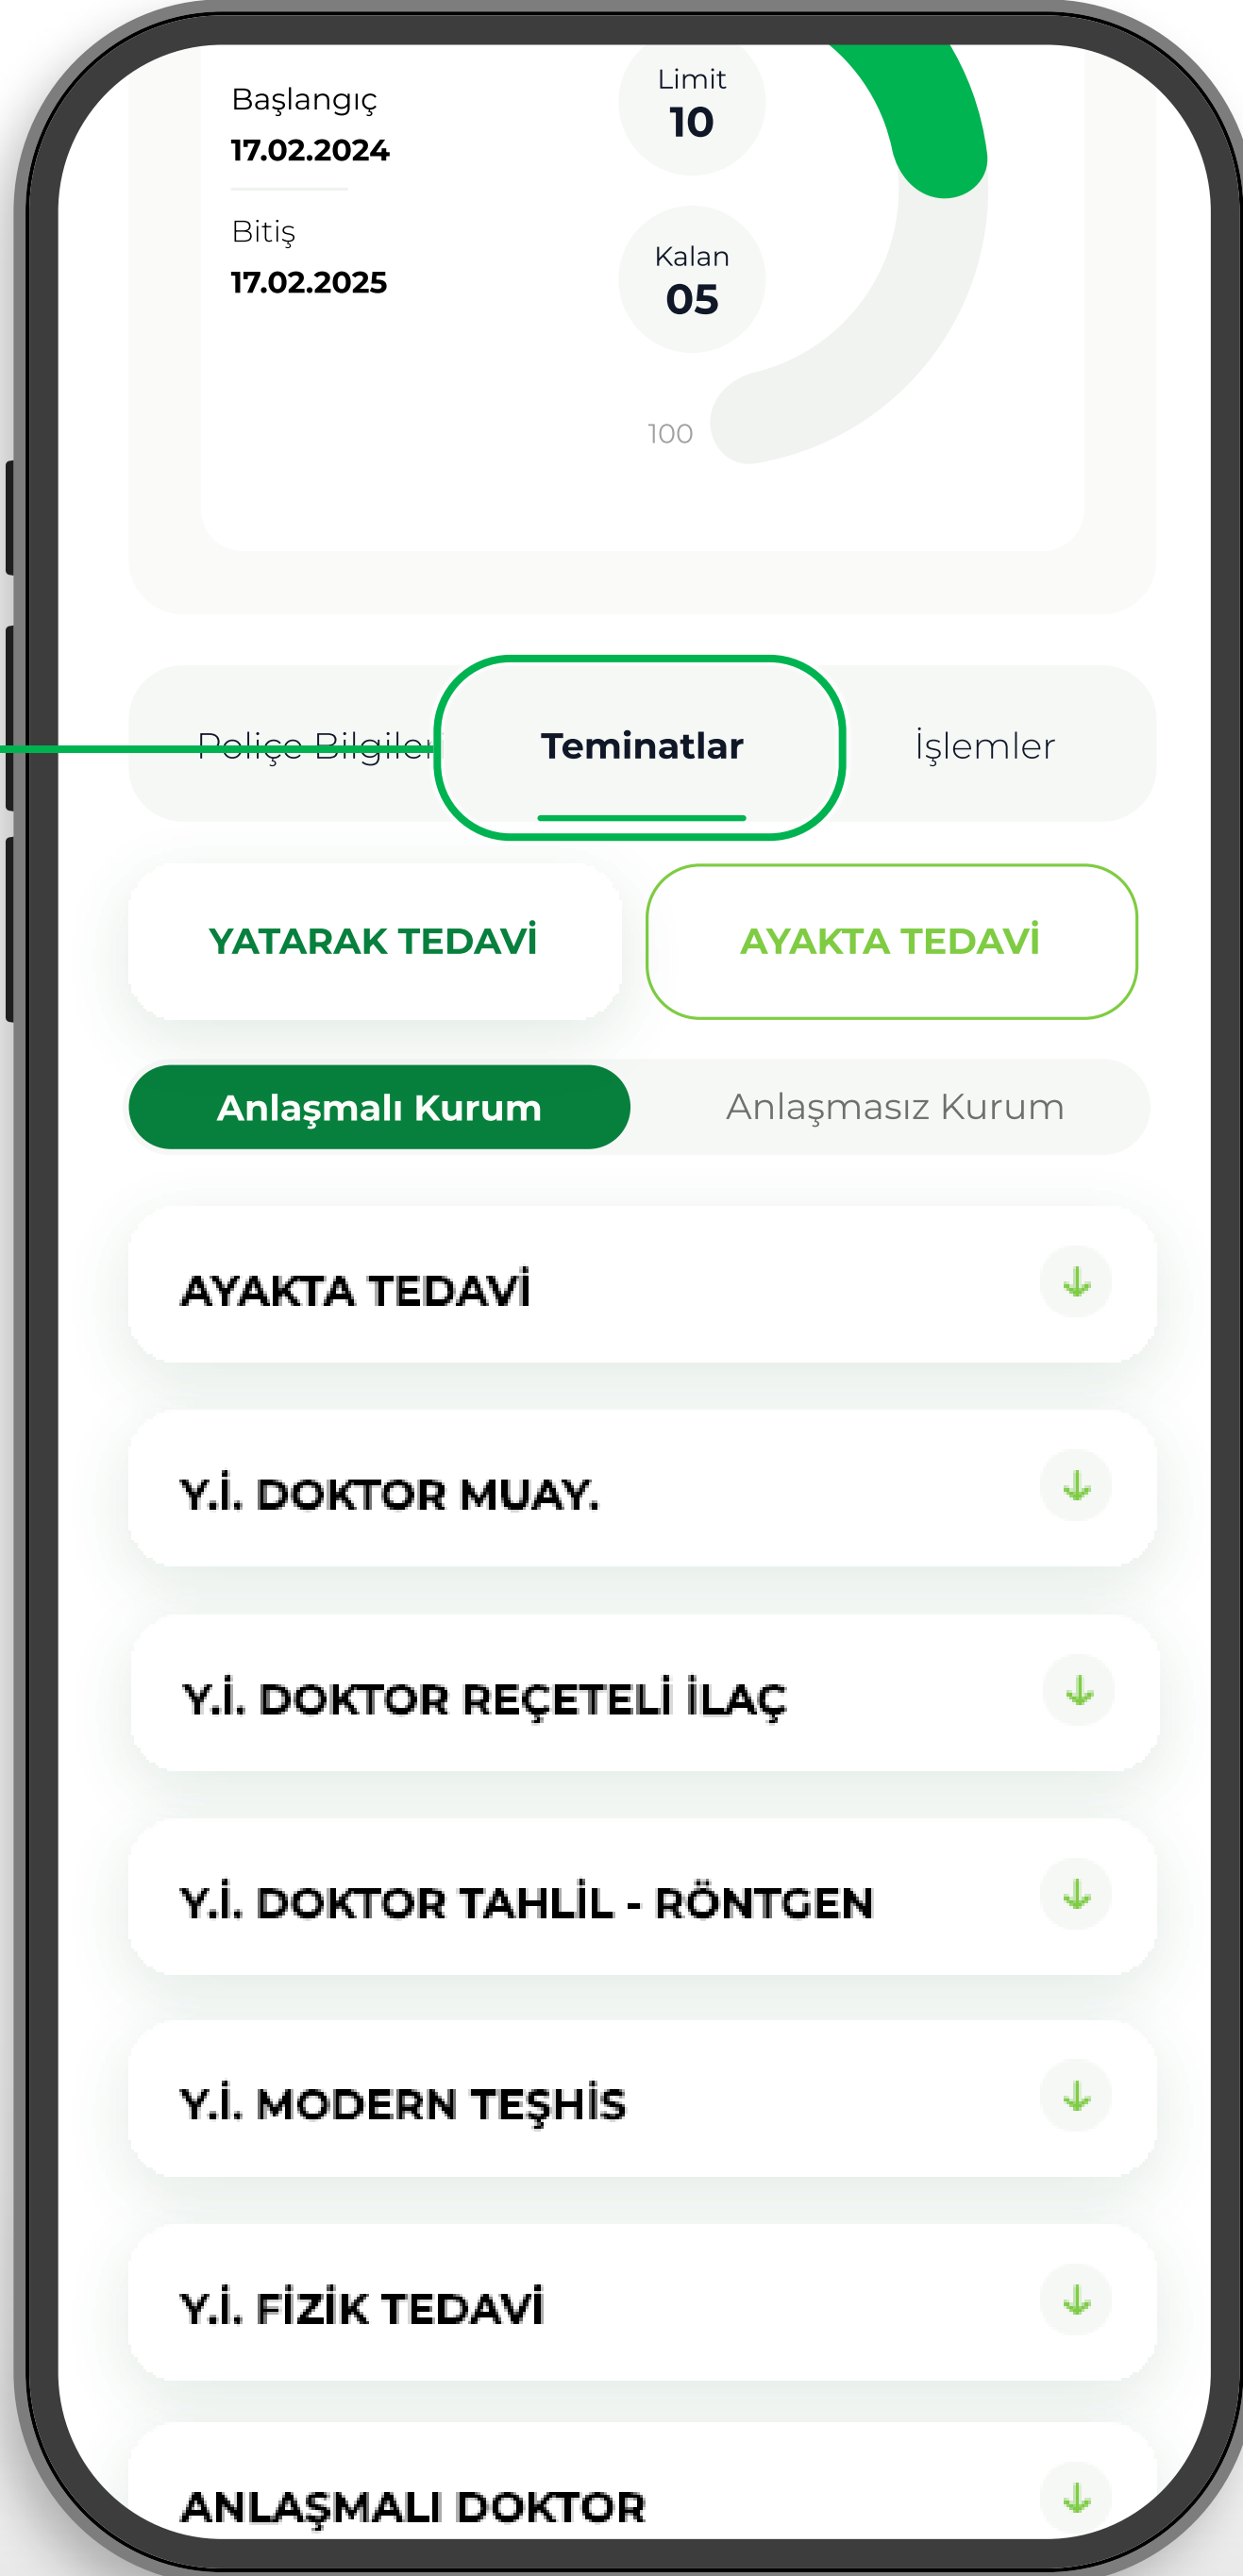 Başlangıç
17.02.2024
Bitiş
17.02.2025
Limit
10
Kalan
05
100
Poliçe Bilgileri
Teminatlar
İşlemler
YATARAK TEDAVİ
AYAKTA TEDAVİ
Anlaşmalı Kurum
Anlaşmasız Kurum
AYAKTA TEDAVİ
Y.İ. DOKTOR MUAY.
Y.İ. DOKTOR REÇETELİ İLAÇ
Y.İ. DOKTOR TAHLİL - RÖNTGEN
Y.İ. MODERN TEŞHİS
Y.İ. FİZİK TEDAVİ
ANLAŞMALI DOKTOR